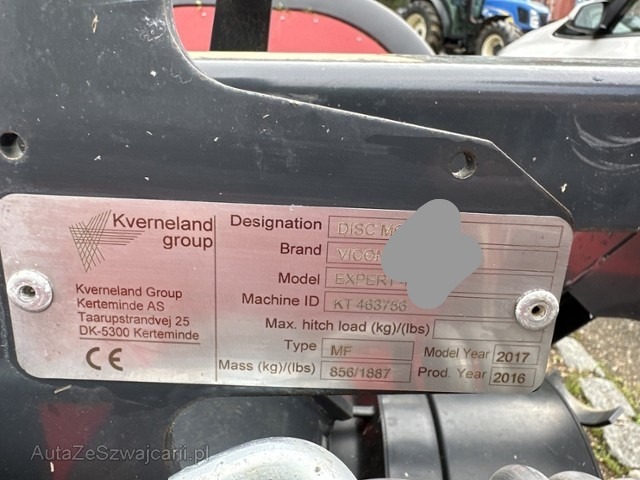 Kverneland
group
Kverneland Group
Kerteminde AS
Taarupstrandvej 25
DK-5300 Kerteminde
CE
Designation DISC
Brand VICON
Model EXPERT
Machine ID KT 463786
Max. hitch load (kg)/(lbs)
Type MF Model Year 2017
Mass (kg)/(lbs) 856/1887 Prod. Year 2016
AutaZeSzwajcarii.pl